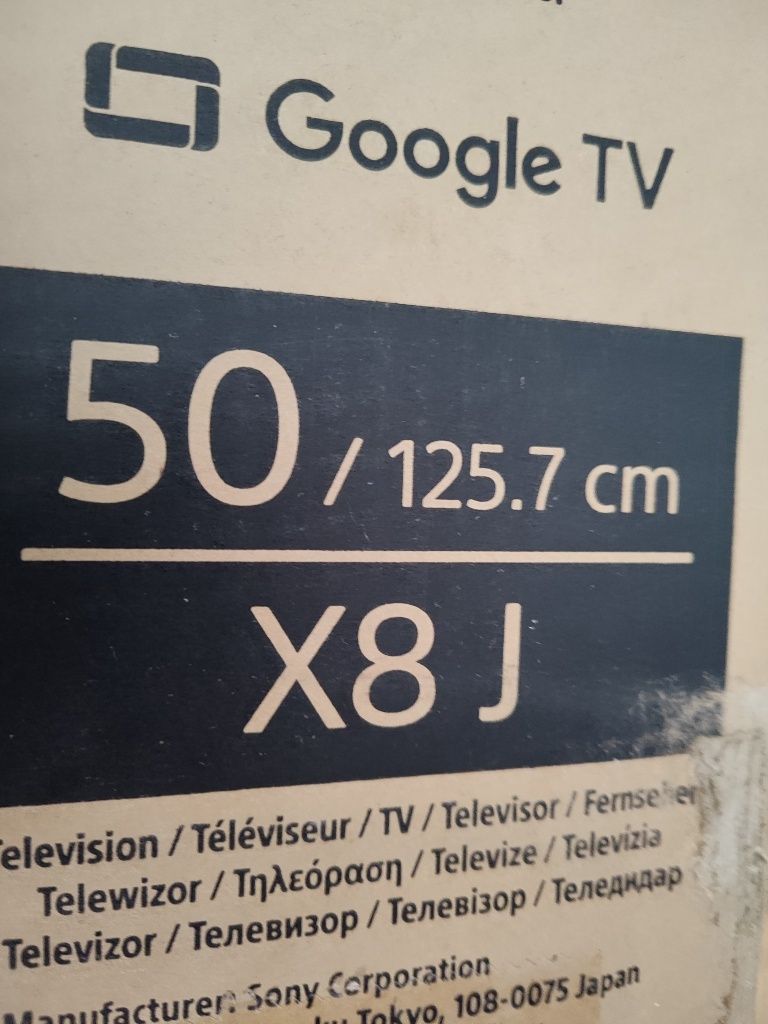 Google TV
50 / 125.7 cm
X8 J
Television / Téléviseur / TV / Televisor / Fernseher
Telewizor / Τηλεόραση / Televize / Televízia
Televizor / Телевизор / Телевізор / Теледидар
Manufacturer: Sony Corporation
Tokyo, 108-0075 Japan